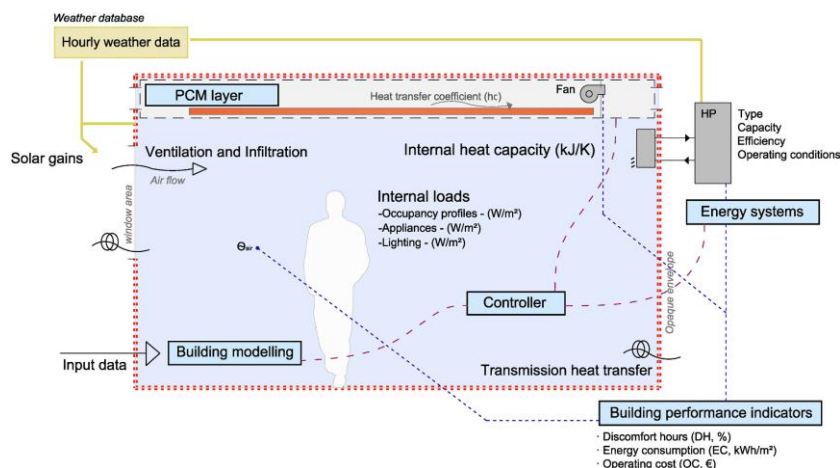 Weather database
Hourly weather data
PCM layer
Heat transfer coefficient (hc)
Fan
HP
Type
Capacity
Efficiency
Operating conditions
Solar gains
Ventilation and Infiltration
Air flow
Internal heat capacity (kJ/K)
window area
Internal loads
-Occupancy profiles - (W/m²)
-Appliances - (W/m²)
-Lighting - (W/m²)
Energy systems
Θair
Opaque envelope
Controller
Input data
Building modelling
Transmission heat transfer
Building performance indicators
· Discomfort hours (DH, %)
· Energy consumption (EC, kWh/m²)
· Operating cost (OC, €)